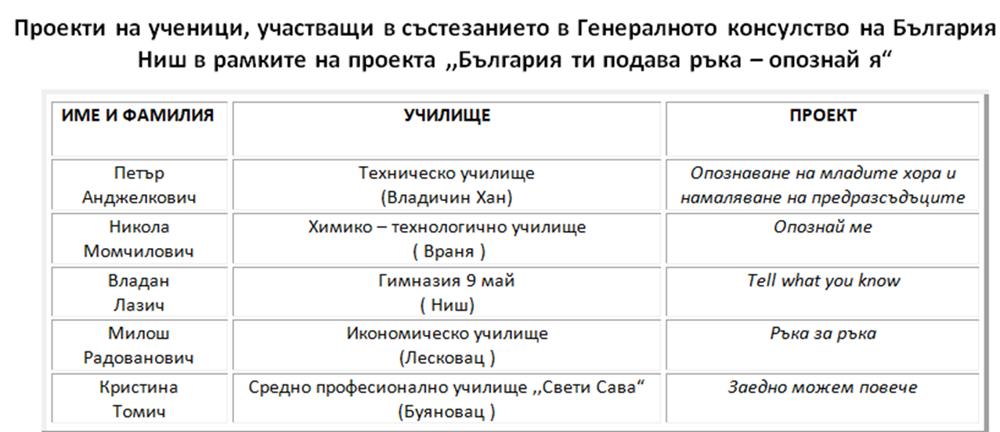 Проекти на ученици, участващи в състезанието в Генералното консулство на България
Ниш в рамките на проекта ,,България ти подава ръка – опознай я“
ИМЕ И ФАМИЛИЯ
УЧИЛИЩЕ
ПРОЕКТ
Петър
Анджелкович
Техническо училище
(Владичин Хан)
Опознаване на младите хора и
намаляване на предразсъдъците
Никола
Момчилович
Химико – технологично училище
( Враня )
Опознай ме
Владан
Лазич
Гимназия 9 май
( Ниш)
Tell what you know
Милош
Радованович
Икономическо училище
(Лесковац )
Ръка за ръка
Кристина
Томич
Средно професионално училище ,,Свети Сава“
(Буяновац )
Заедно можем повече